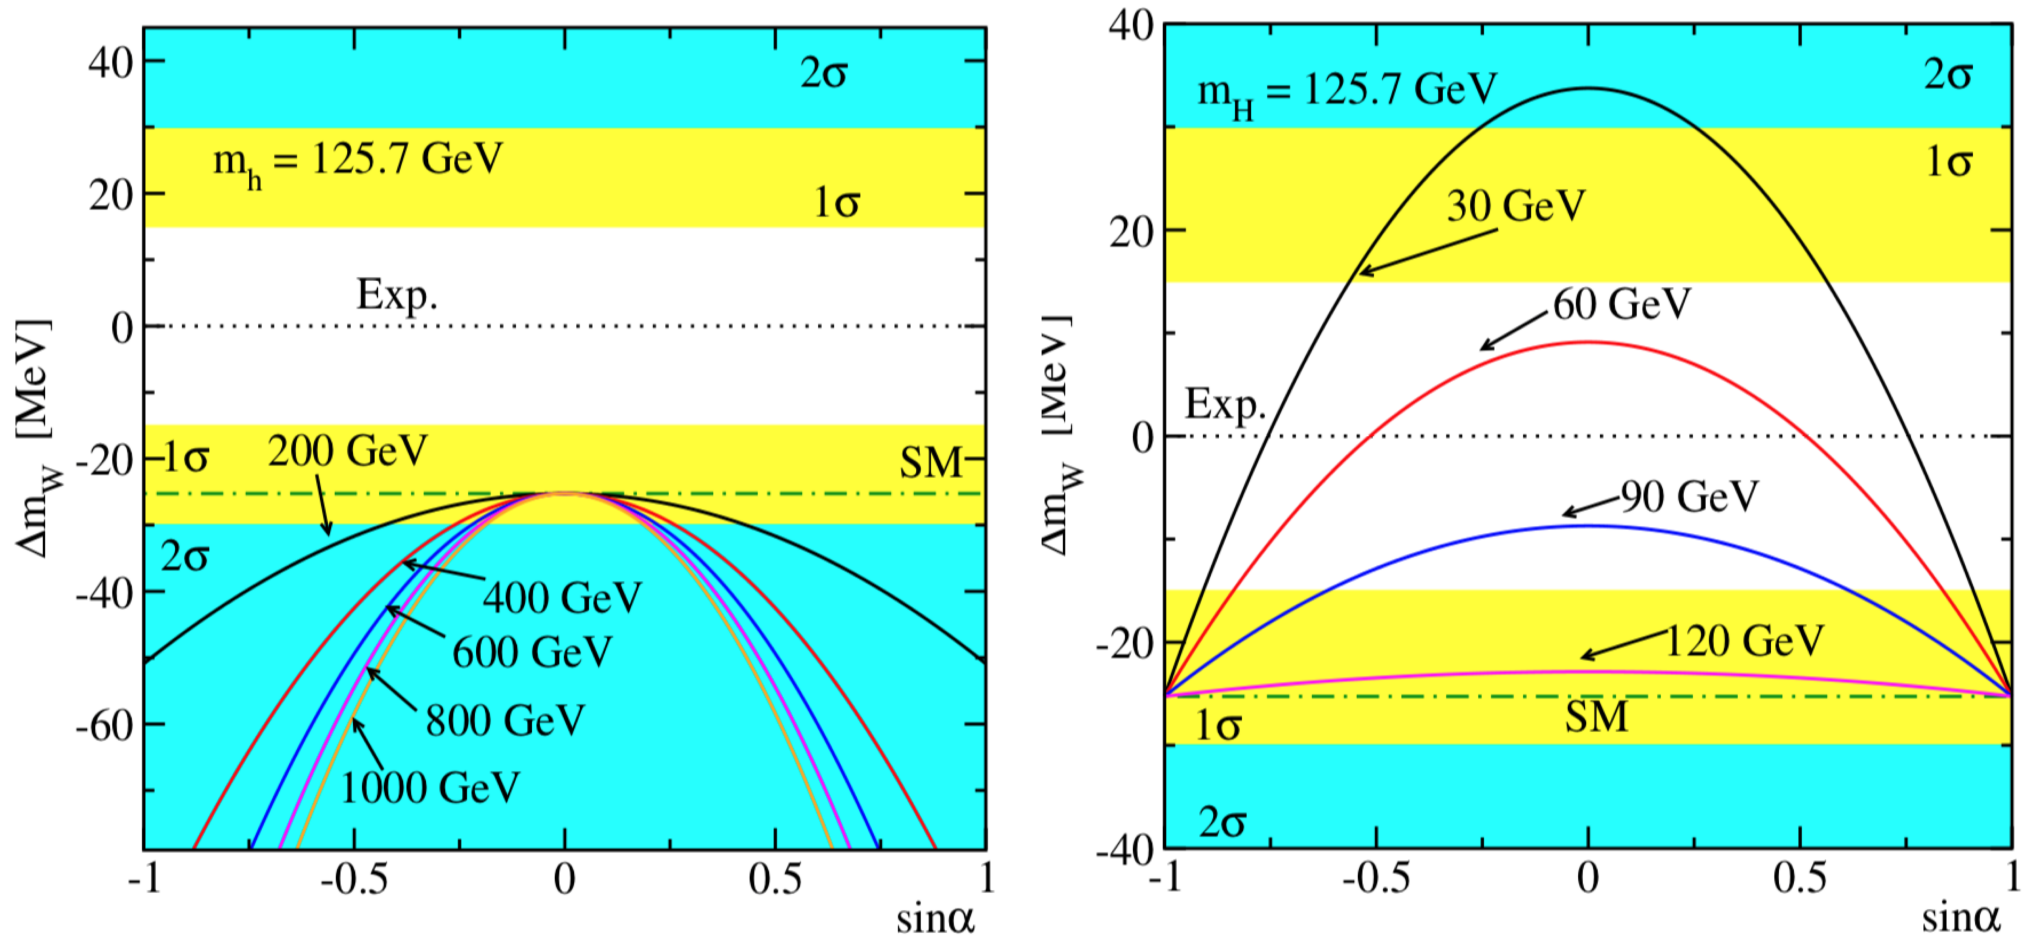 40
20
0
-20
-40
-60
Δm_W [MeV]
2σ
m_h = 125.7 GeV
1σ
Exp.
1σ
200 GeV
SM
2σ
400 GeV
600 GeV
800 GeV
1000 GeV
-1
-0.5
0
0.5
1
sinα
40
20
0
-20
-40
Δm_W [MeV]
2σ
m_H = 125.7 GeV
1σ
30 GeV
60 GeV
Exp.
90 GeV
120 GeV
1σ
SM
2σ
-1
-0.5
0
0.5
1
sinα